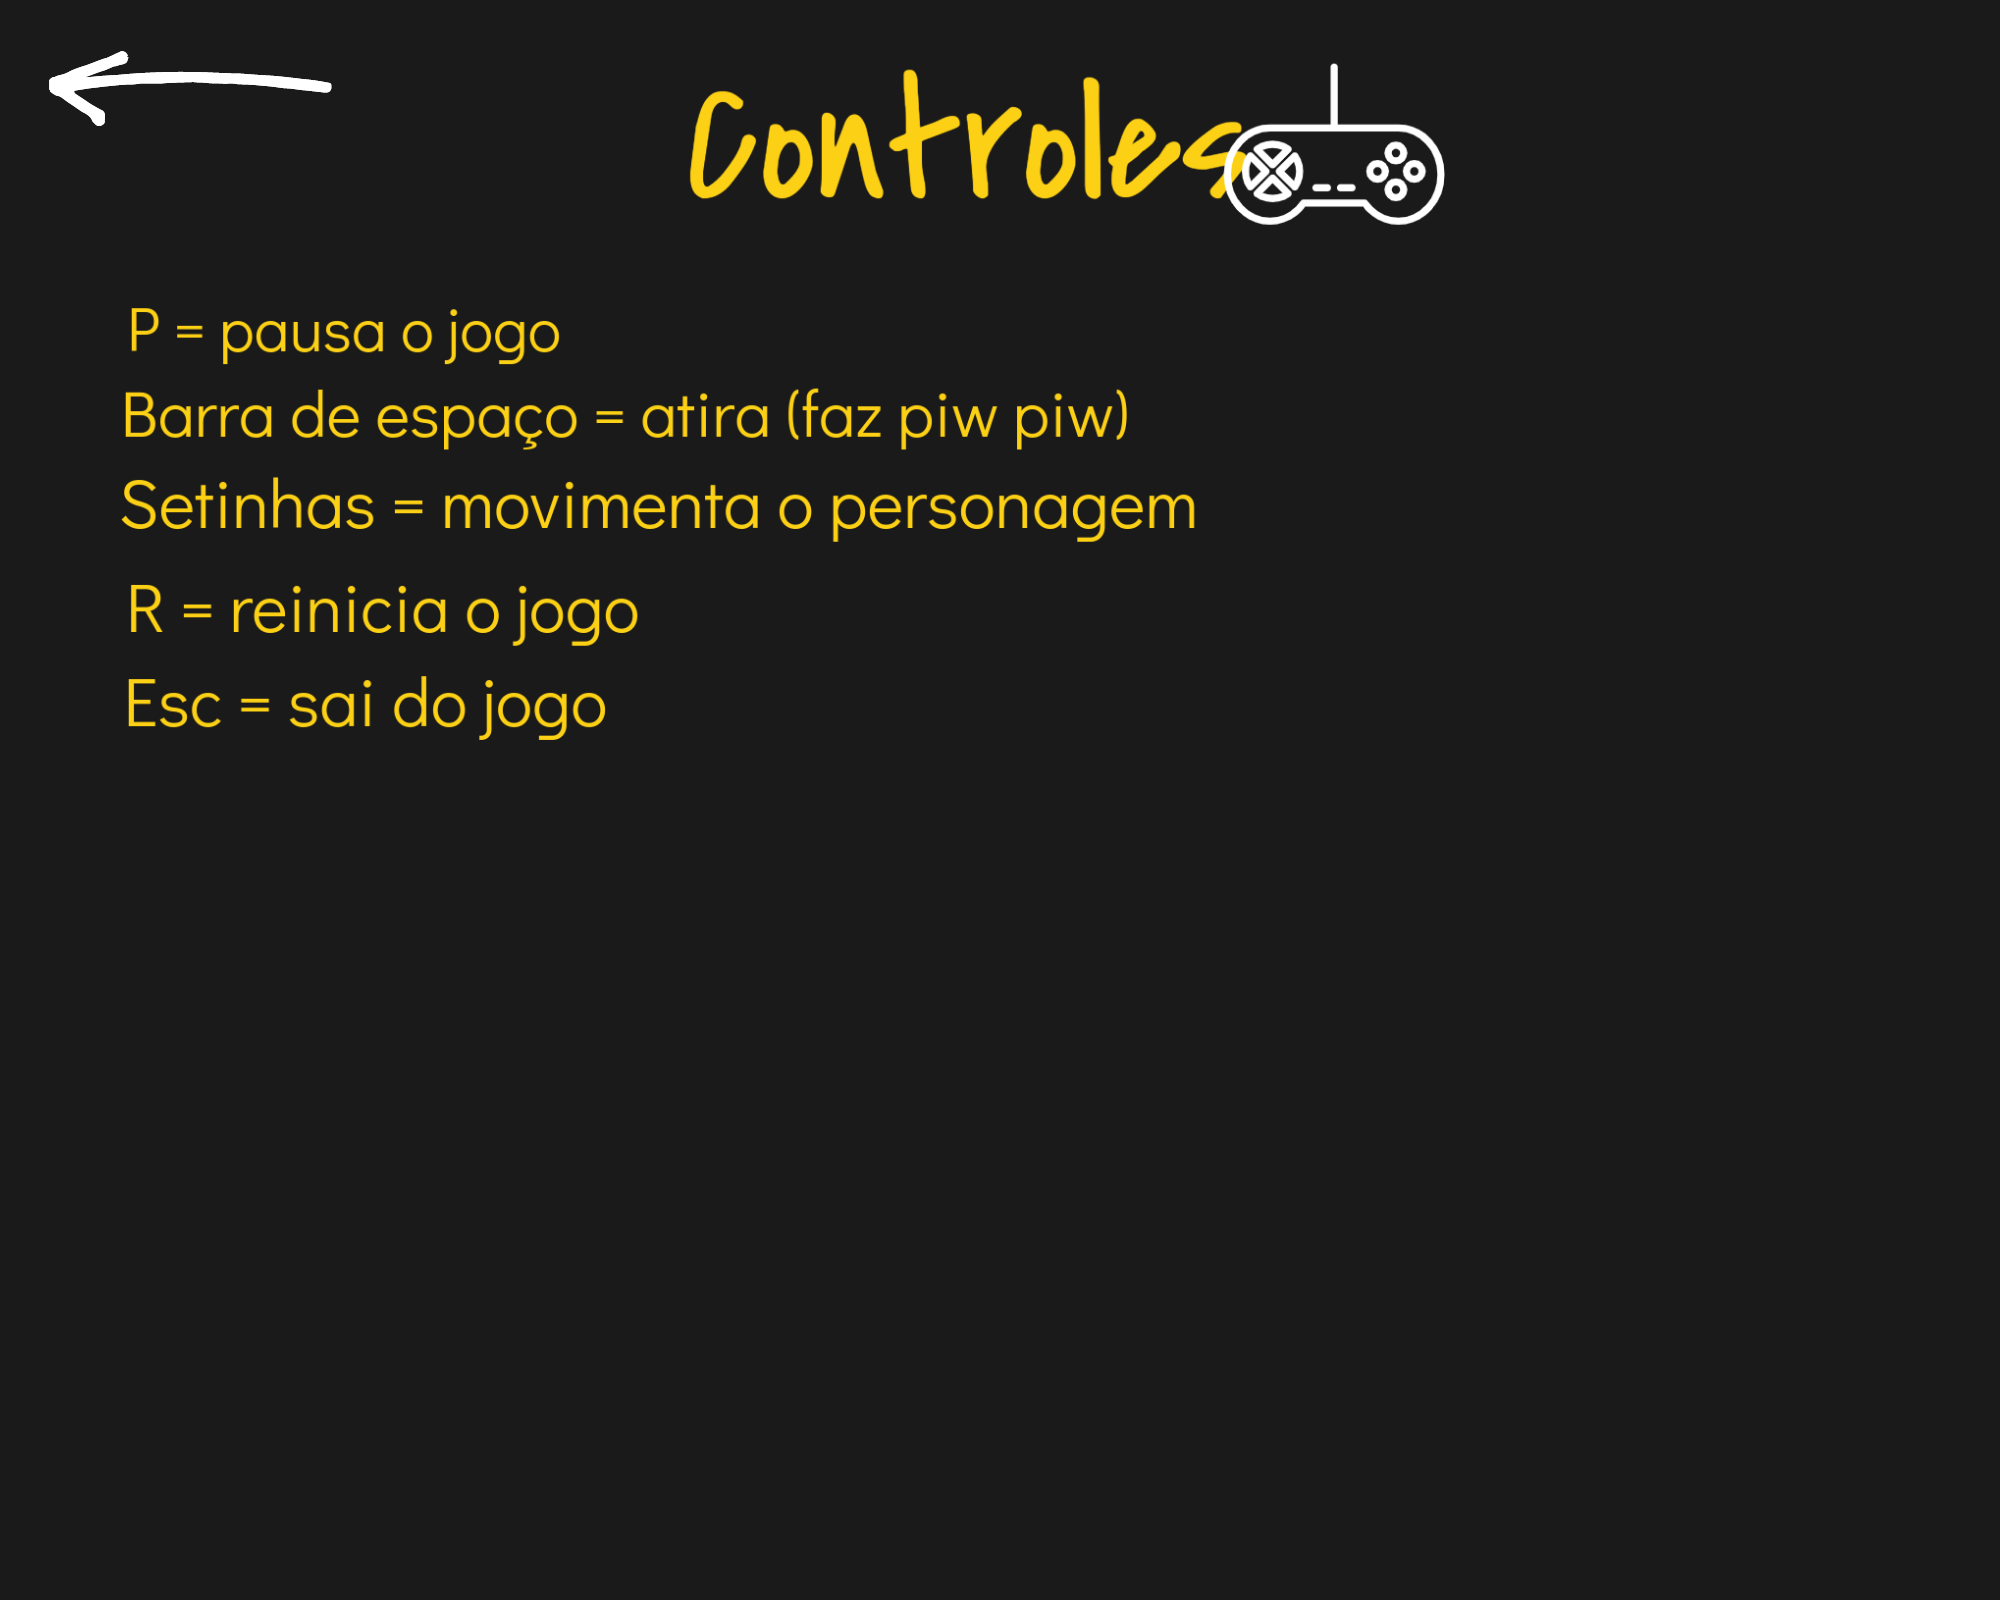 Controles
P = pausa o jogo
Barra de espaço = atira (faz piw piw)
Setinhas = movimenta o personagem
R = reinicia o jogo
Esc = sai do jogo